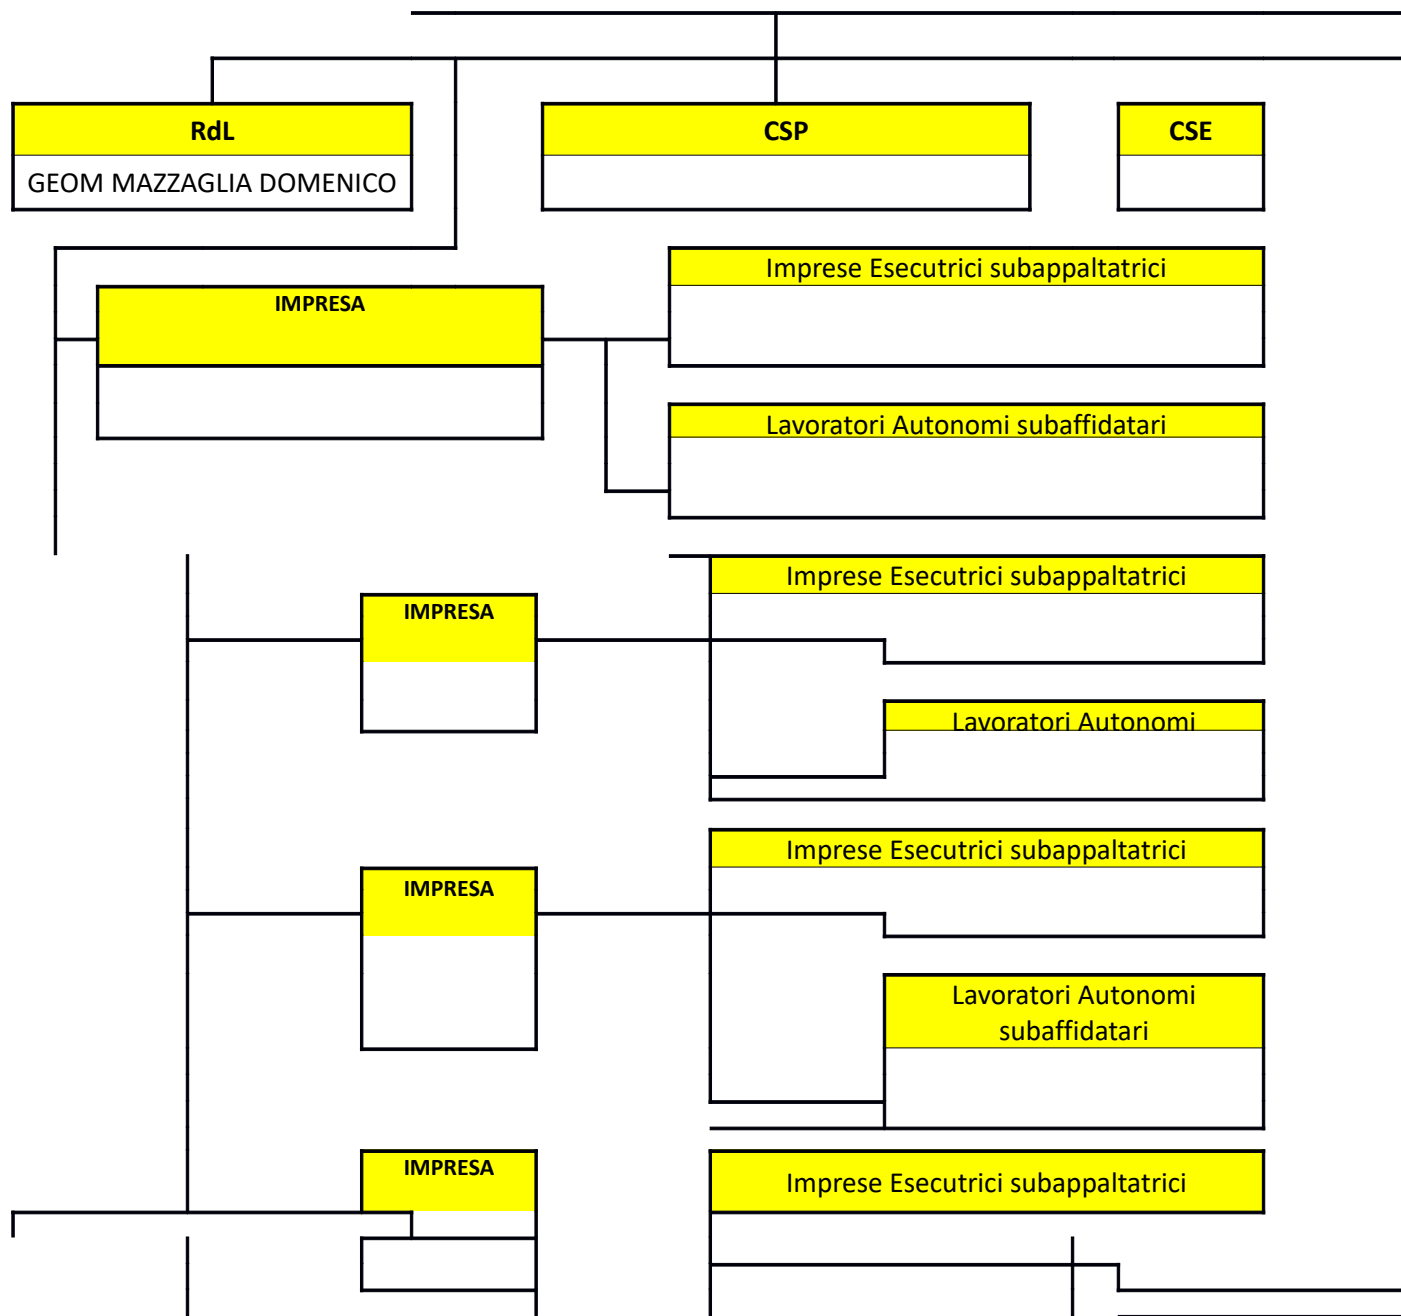 RdL
CSP
CSE
GEOM MAZZAGLIA DOMENICO
Imprese Esecutrici subappaltatrici
IMPRESA
Lavoratori Autonomi subaffidatari
Imprese Esecutrici subappaltatrici
IMPRESA
Lavoratori Autonomi
Imprese Esecutrici subappaltatrici
IMPRESA
Lavoratori Autonomi
subaffidatari
IMPRESA
Imprese Esecutrici subappaltatrici